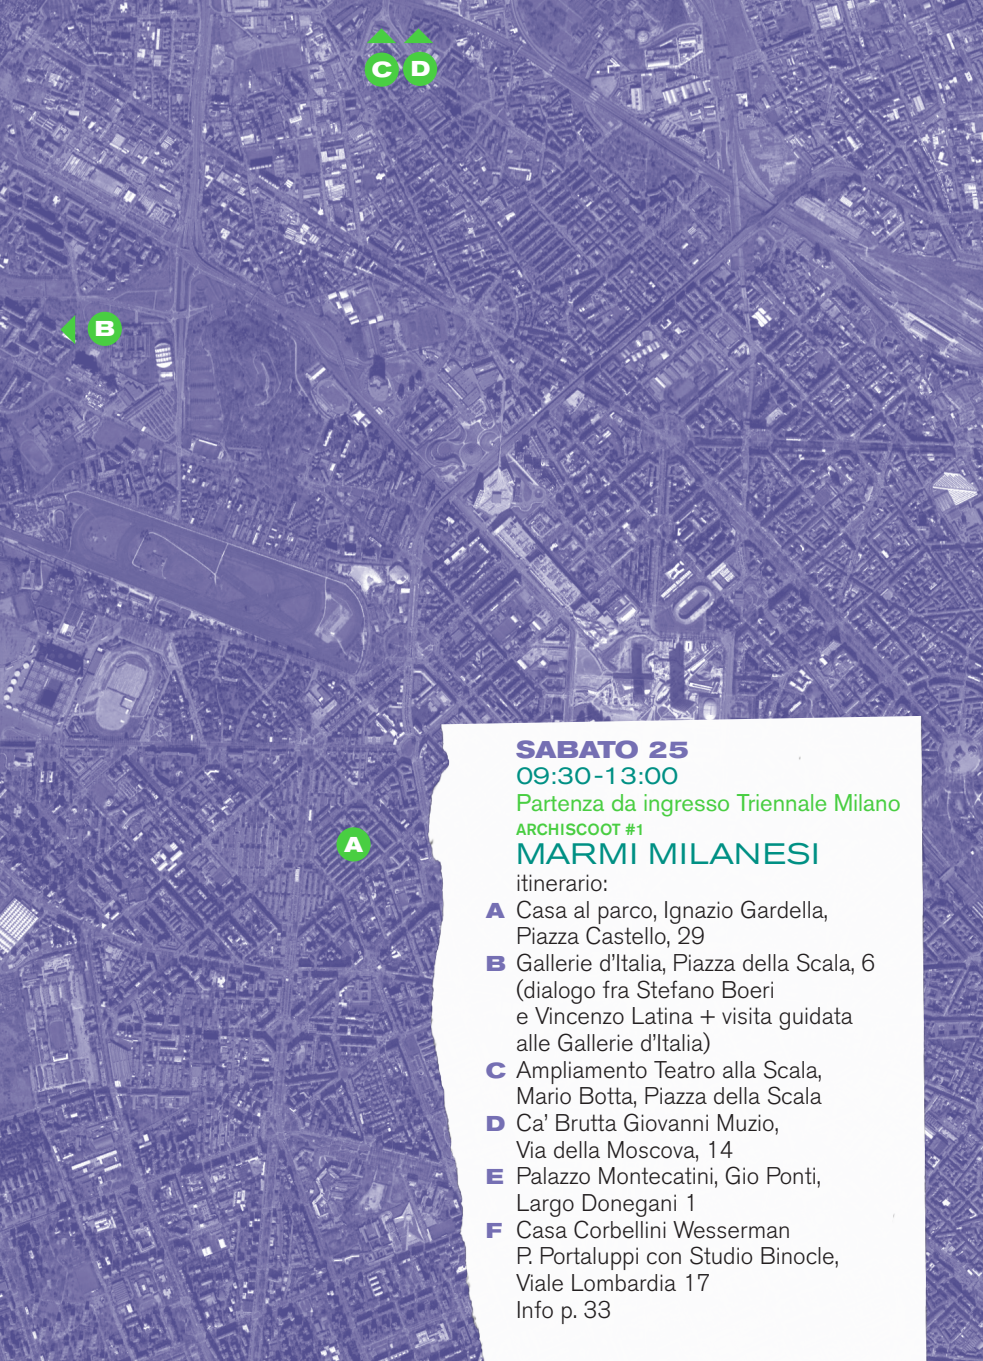 C D
B
A
SABATO 25
09:30-13:00
Partenza da ingresso Triennale Milano
ARCHISCOOT #1
MARMI MILANESI
itinerario:
A Casa al parco, Ignazio Gardella,
Piazza Castello, 29
B Gallerie d'Italia, Piazza della Scala, 6
(dialogo fra Stefano Boeri
e Vincenzo Latina + visita guidata
alle Gallerie d'Italia)
C Ampliamento Teatro alla Scala,
Mario Botta, Piazza della Scala
D Ca' Brutta Giovanni Muzio,
Via della Moscova, 14
E Palazzo Montecatini, Gio Ponti,
Largo Donegani 1
F Casa Corbellini Wesserman
P. Portaluppi con Studio Binocle,
Viale Lombardia 17
Info p. 33